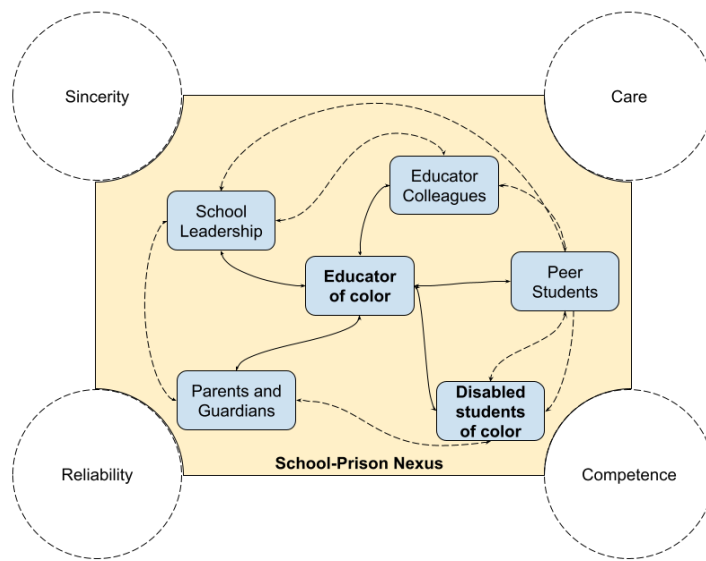 Sincerity
Care
Educator
Colleagues
School
Leadership
Educator
of color
Peer
Students
Parents and
Guardians
Disabled
students
of color
School-Prison Nexus
Reliability
Competence